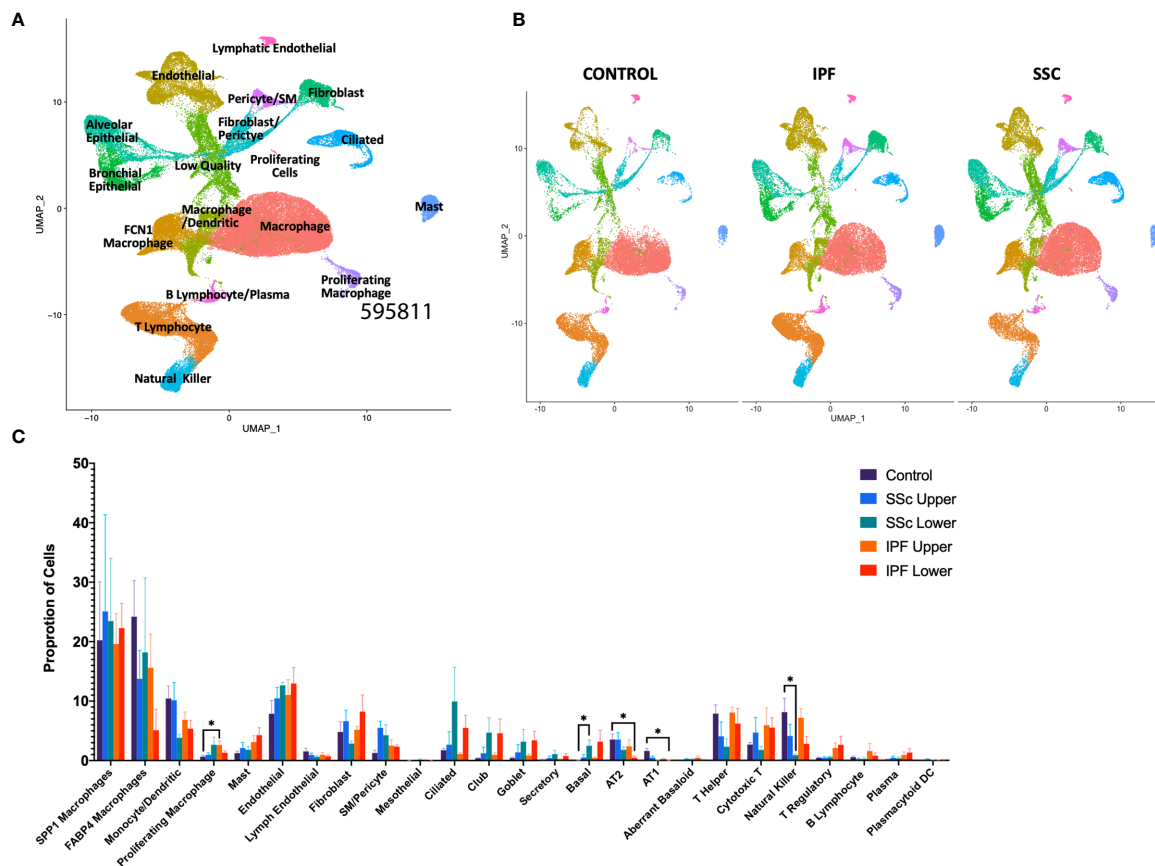 A
Lymphatic Endothelial
Endothelial
Pericyte/SM
Fibroblast
Fibroblast/
Perictye
Alveolar
Epithelial
Ciliated
Low Quality
Proliferating
Cells
Bronchial
Epithelial
Mast
Macrophage
/Dendritic
Macrophage
FCN1
Macrophage
Proliferating
Macrophage
B Lymphocyte/Plasma
595811
T Lymphocyte
Natural Killer
10
0
−10
UMAP_2
−10
0
10
UMAP_1
B
CONTROL
IPF
SSC
10
0
-10
UMAP_2
-10
0
10
-10
0
10
-10
0
10
UMAP_1
C
Proprotion of Cells
50
40
30
20
10
0
*
*
*
*
*
Control
SSc Upper
SSc Lower
IPF Upper
IPF Lower
SPP1 Macrophages
FABP4 Macrophages
Monocyte/Dendritic
Proliferating Macrophage
Mast
Endothelial
Lymph Endothelial
Fibroblast
SM/Pericyte
Mesothelial
Ciliated
Club
Goblet
Secretory
Basal
AT2
AT1
Aberrant Basaloid
T Helper
Cytotoxic T
Natural Killer
T Regulatory
B Lymphocyte
Plasma
Plasmacytoid DC